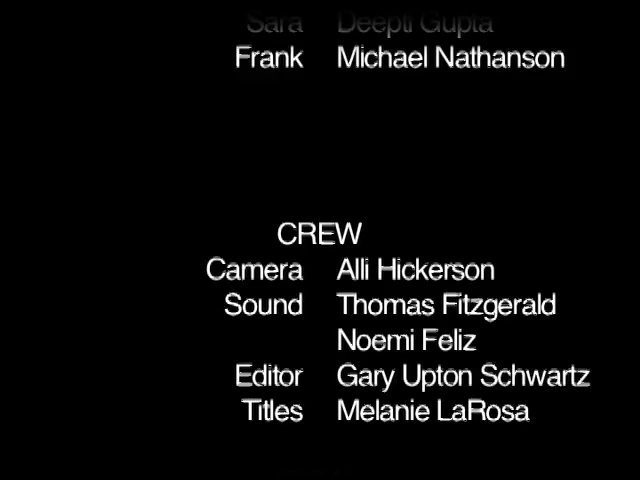 Sara Deepti Gupta
Frank Michael Nathanson
CREW
Camera Alli Hickerson
Sound Thomas Fitzgerald
Noemi Feliz
Editor Gary Upton Schwartz
Titles Melanie LaRosa